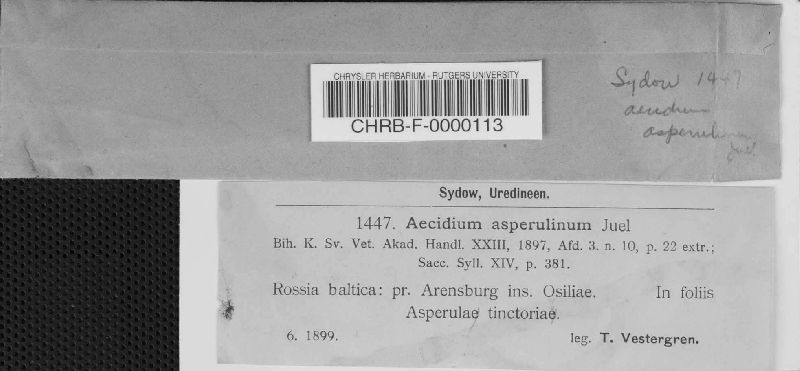 CHRYSLER HERBARIUM - RUTGERS UNIVERSITY
CHRB-F-0000113
Sydow 1447
aecidium
asperulinum
Juel
Sydow, Uredineen.
1447. Aecidium asperulinum Juel
Bih. K. Sv. Vet. Akad. Handl. XXIII, 1897, Afd. 3. n. 10, p. 22 extr.;
Sacc. Syll. XIV, p. 381.
Rossia baltica: pr. Arensburg ins. Osiliae. In foliis
Asperulae tinctoriae.
6. 1899. leg. T. Vestergren.